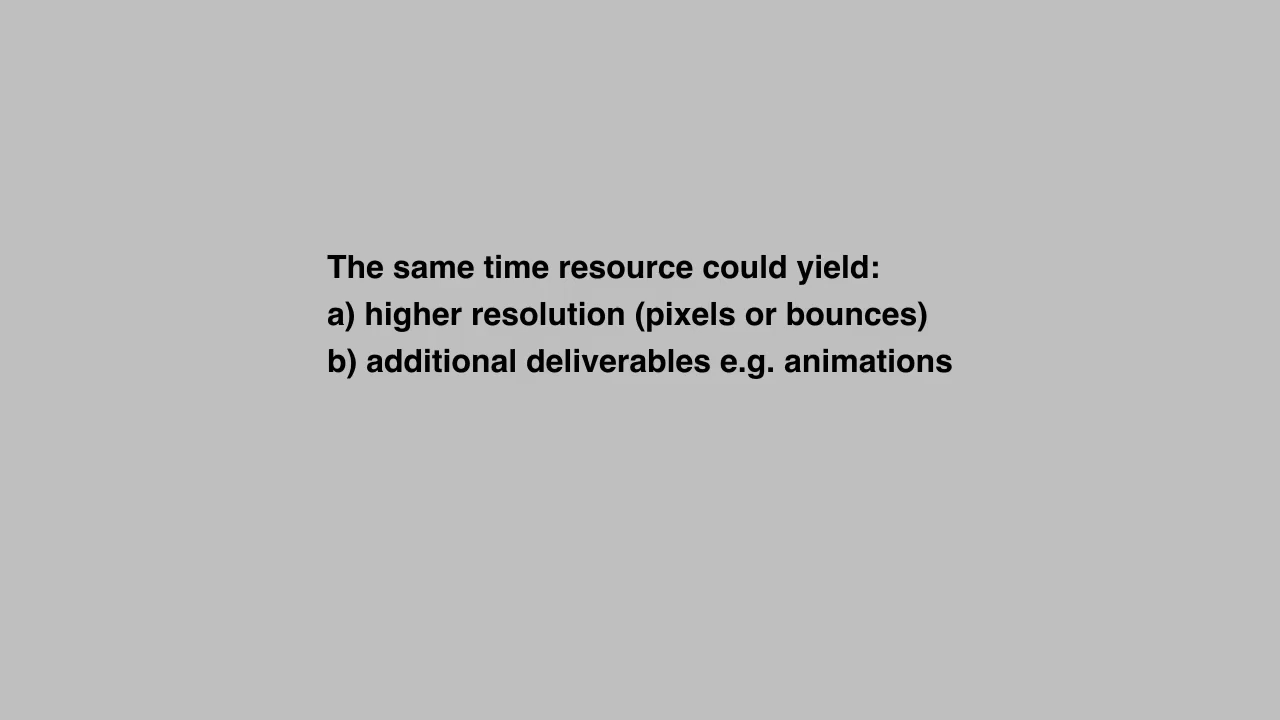 The same time resource could yield:
a) higher resolution (pixels or bounces)
b) additional deliverables e.g. animations